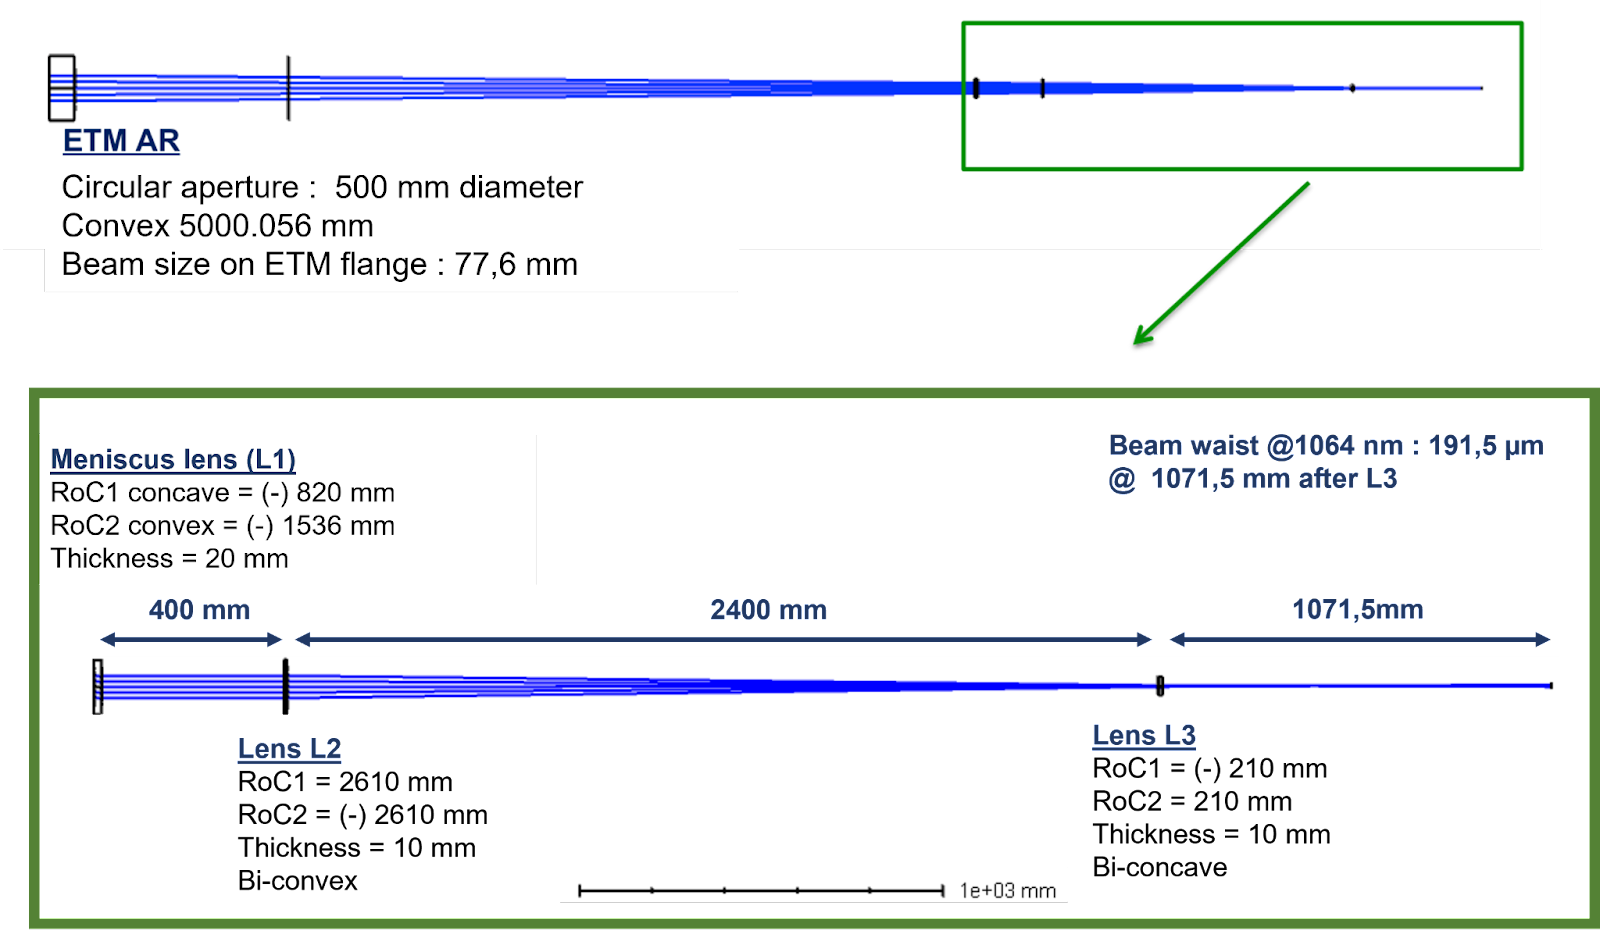 ETM AR
Circular aperture : 500 mm diameter
Convex 5000.056 mm
Beam size on ETM flange : 77,6 mm
Meniscus lens (L1)
RoC1 concave = (-) 820 mm
RoC2 convex = (-) 1536 mm
Thickness = 20 mm
Beam waist @1064 nm : 191,5 µm
@ 1071,5 mm after L3
400 mm
2400 mm
1071,5mm
Lens L2
RoC1 = 2610 mm
RoC2 = (-) 2610 mm
Thickness = 10 mm
Bi-convex
Lens L3
RoC1 = (-) 210 mm
RoC2 = 210 mm
Thickness = 10 mm
Bi-concave
1e+03 mm